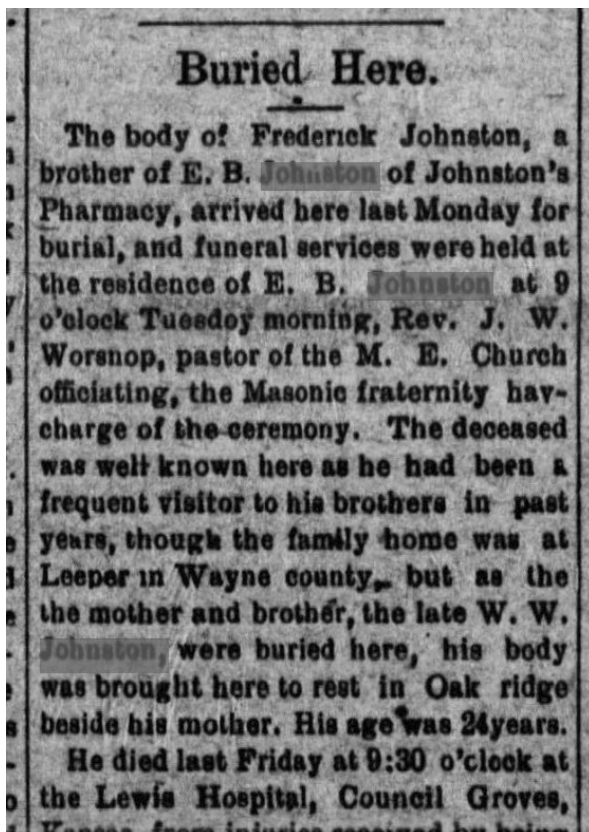 Buried Here.
The body of Frederick Johnston, a
brother of E. B. Johnston of Johnston's
Pharmacy, arrived here last Monday for
burial, and funeral services were held at
the residence of E. B. Johnston at 9
o'clock Tuesdoy morning, Rev. J. W.
Worsnop, pastor of the M. E. Church
officiating, the Masonic fraternity hav-
charge of the ceremony. The deceased
was well known here as he had been a
frequent visitor to his brothers in past
years, though the family home was at
Leeper in Wayne county, but as the
the mother and brother, the late W. W.
Johnston, were buried here, his body
was brought here to rest in Oak ridge
beside his mother. His age was 24years.
He died last Friday at 9:30 o'clock at
the Lewis Hospital, Council Groves,
Kansas, from injuries received by being